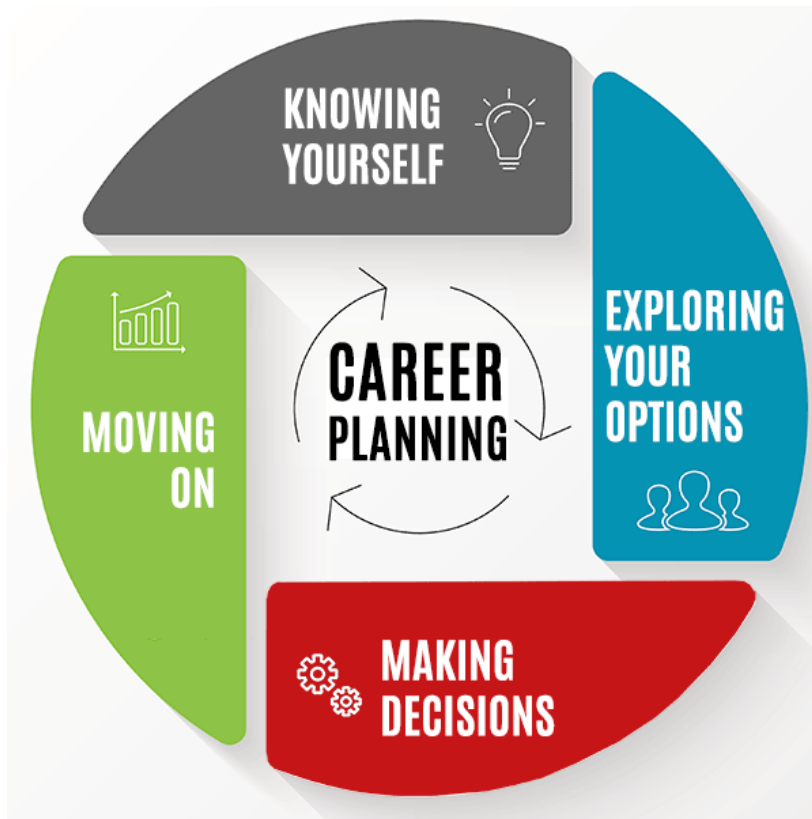 KNOWING
YOURSELF
EXPLORING
YOUR
OPTIONS
CAREER
PLANNING
MOVING
ON
MAKING
DECISIONS